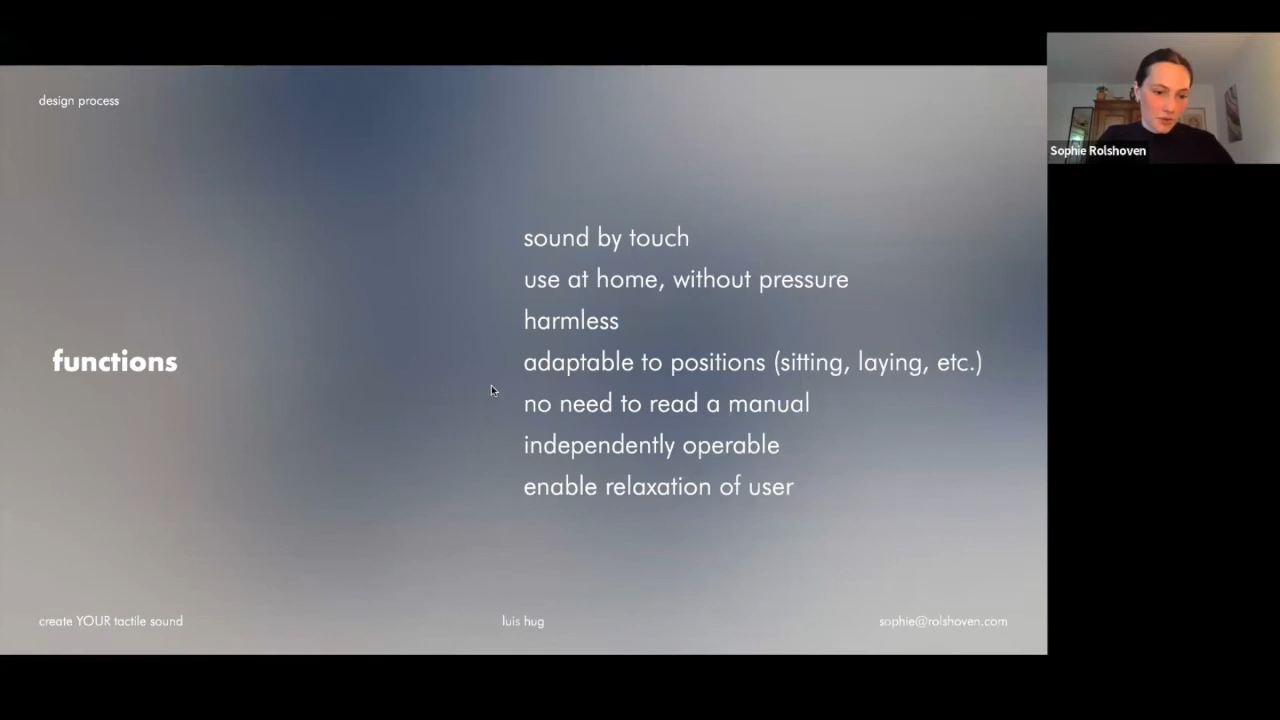 design process
Sophie Rolshoven
sound by touch
use at home, without pressure
harmless
functions
adaptable to positions (sitting, laying, etc.)
no need to read a manual
independently operable
enable relaxation of user
create YOUR tactile sound
luis hug
sophie@rolshoven.com